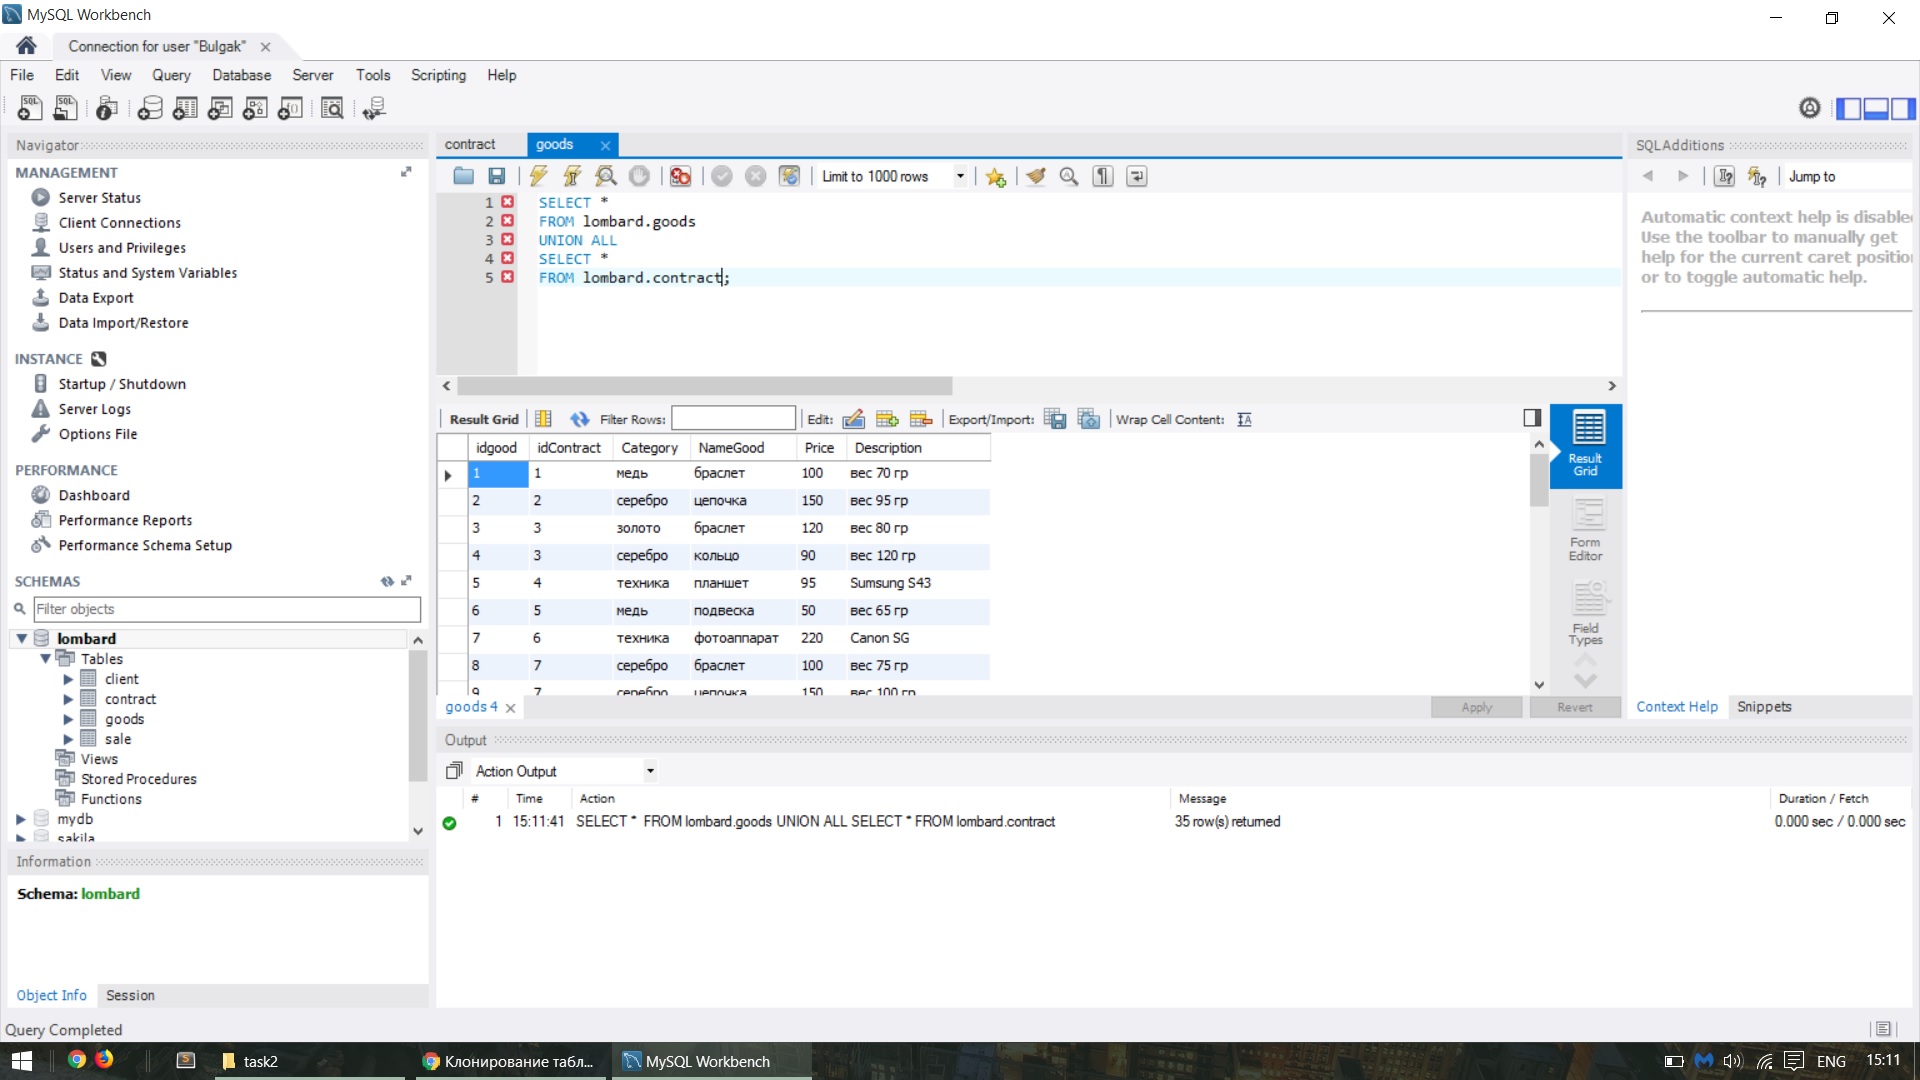 MySQL Workbench
Connection for user "Bulgak"
File Edit View Query Database Server Tools Scripting Help
Navigator
MANAGEMENT
Server Status
Client Connections
Users and Privileges
Status and System Variables
Data Export
Data Import/Restore
INSTANCE
Startup / Shutdown
Server Logs
Options File
PERFORMANCE
Dashboard
Performance Reports
Performance Schema Setup
SCHEMAS
Filter objects
lombard
Tables
client
contract
goods
sale
Views
Stored Procedures
Functions
mydb
sakila
Information
Schema: lombard
Object Info Session
Query Completed
contract goods
Limit to 1000 rows
1 SELECT *
2 FROM lombard.goods
3 UNION ALL
4 SELECT *
5 FROM lombard.contract;
Result Grid Filter Rows: Edit: Export/Import: Wrap Cell Content:
idgood idContract Category NameGood Price Description
1 1 медь браслет 100 вес 70 гр
2 2 серебро цепочка 150 вес 95 гр
3 3 золото браслет 120 вес 80 гр
4 3 серебро кольцо 90 вес 120 гр
5 4 техника планшет 95 Sumsung S43
6 5 медь подвеска 50 вес 65 гр
7 6 техника фотоаппарат 220 Canon SG
8 7 серебро браслет 100 вес 75 гр
9 7 серебро цепочка 150 вес 100 гр
Result
Grid
Form
Editor
Field
Types
goods 4
Apply Revert
SQLAdditions
Jump to
Automatic context help is disable
Use the toolbar to manually get
help for the current caret positio
or to toggle automatic help.
Context Help Snippets
Output
Action Output
# Time Action Message Duration / Fetch
1 15:11:41 SELECT * FROM lombard.goods UNION ALL SELECT * FROM lombard.contract 35 row(s) returned 0.000 sec / 0.000 sec
task2
Клонирование табл...
MySQL Workbench
ENG
15:11